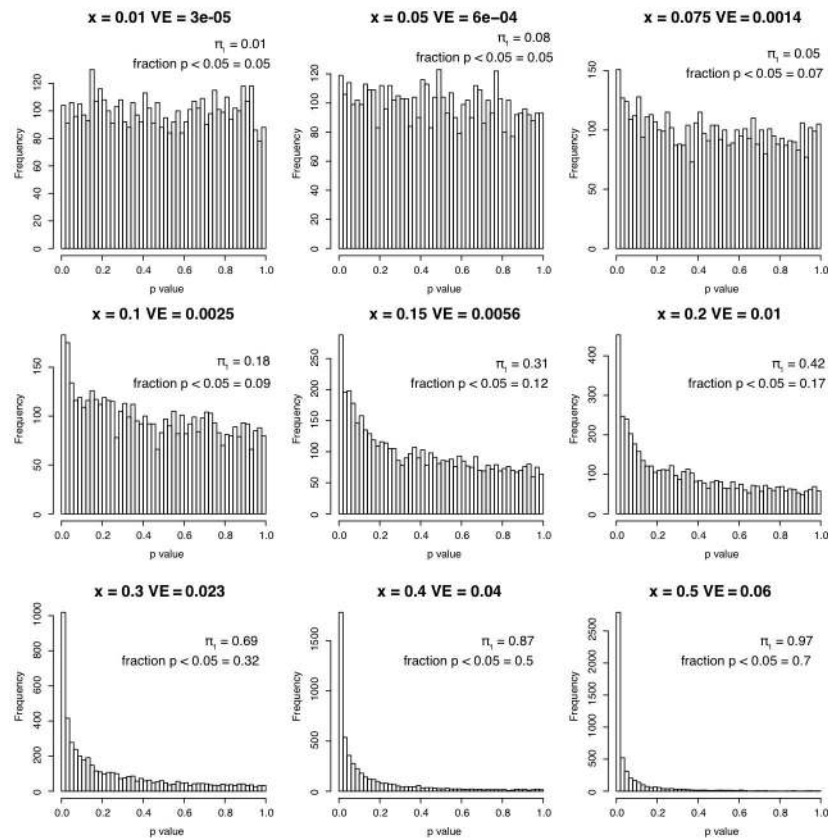 x = 0.01 VE = 3e-05
π1 = 0.01
fraction p < 0.05 = 0.05
Frequency
0 20 40 60 80 100 120
0.0 0.2 0.4 0.6 0.8 1.0
p value
x = 0.05 VE = 6e−04
π1 = 0.08
fraction p < 0.05 = 0.05
Frequency
0 20 40 60 80 100 120
0.0 0.2 0.4 0.6 0.8 1.0
p value
x = 0.075 VE = 0.0014
π1 = 0.05
fraction p < 0.05 = 0.07
Frequency
0 50 100 150
0.0 0.2 0.4 0.6 0.8 1.0
p value
x = 0.1 VE = 0.0025
π1 = 0.18
fraction p < 0.05 = 0.09
Frequency
0 50 100 150
0.0 0.2 0.4 0.6 0.8 1.0
p value
x = 0.15 VE = 0.0056
π1 = 0.31
fraction p < 0.05 = 0.12
Frequency
0 50 100 150 200 250
0.0 0.2 0.4 0.6 0.8 1.0
p value
x = 0.2 VE = 0.01
π1 = 0.42
fraction p < 0.05 = 0.17
Frequency
0 100 200 300 400
0.0 0.2 0.4 0.6 0.8 1.0
p value
x = 0.3 VE = 0.023
π1 = 0.69
fraction p < 0.05 = 0.32
Frequency
0 200 400 600 800 1000
0.0 0.2 0.4 0.6 0.8 1.0
p value
x = 0.4 VE = 0.04
π1 = 0.87
fraction p < 0.05 = 0.5
Frequency
0 500 1000 1500
0.0 0.2 0.4 0.6 0.8 1.0
p value
x = 0.5 VE = 0.06
π1 = 0.97
fraction p < 0.05 = 0.7
Frequency
0 500 1000 1500 2000 2500
0.0 0.2 0.4 0.6 0.8 1.0
p value